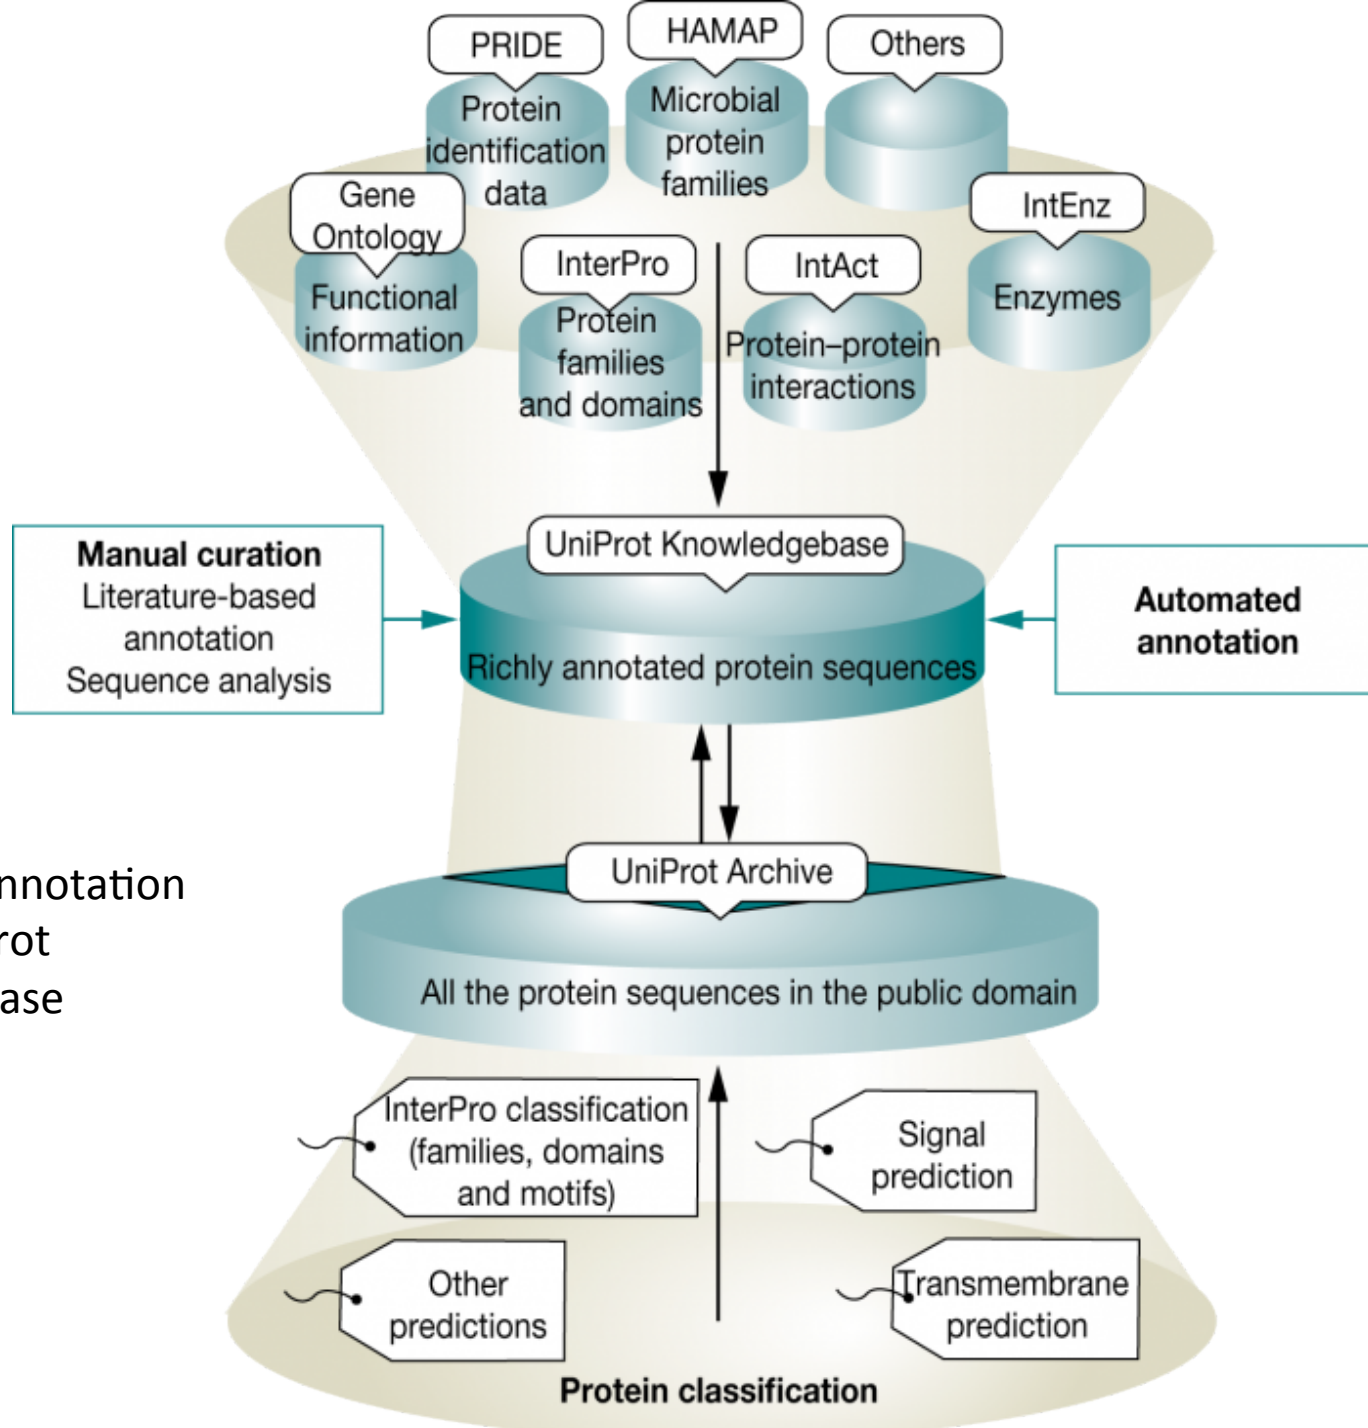 PRIDE
HAMAP
Others
Protein
identification
data
Microbial
protein
families
Gene
Ontology
IntEnz
Functional
information
InterPro
IntAct
Enzymes
Protein
families
and domains
Protein–protein
interactions
UniProt Knowledgebase
Manual curation
Literature-based
annotation
Sequence analysis
Automated
annotation
Richly annotated protein sequences
UniProt Archive
nnotation
rot
ase
All the protein sequences in the public domain
InterPro classification
(families, domains
and motifs)
Signal
prediction
Other
predictions
Transmembrane
prediction
Protein classification